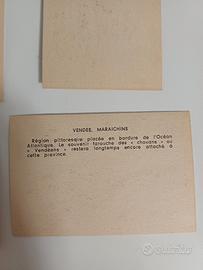 VENDEE, MARAICHINS
Région pittoresque placée en bordure de l'Océan
Atlantique. Le souvenir farouche des « chouans » ou
« Vendéens » restera longtemps encore attaché à
cette province.
subito